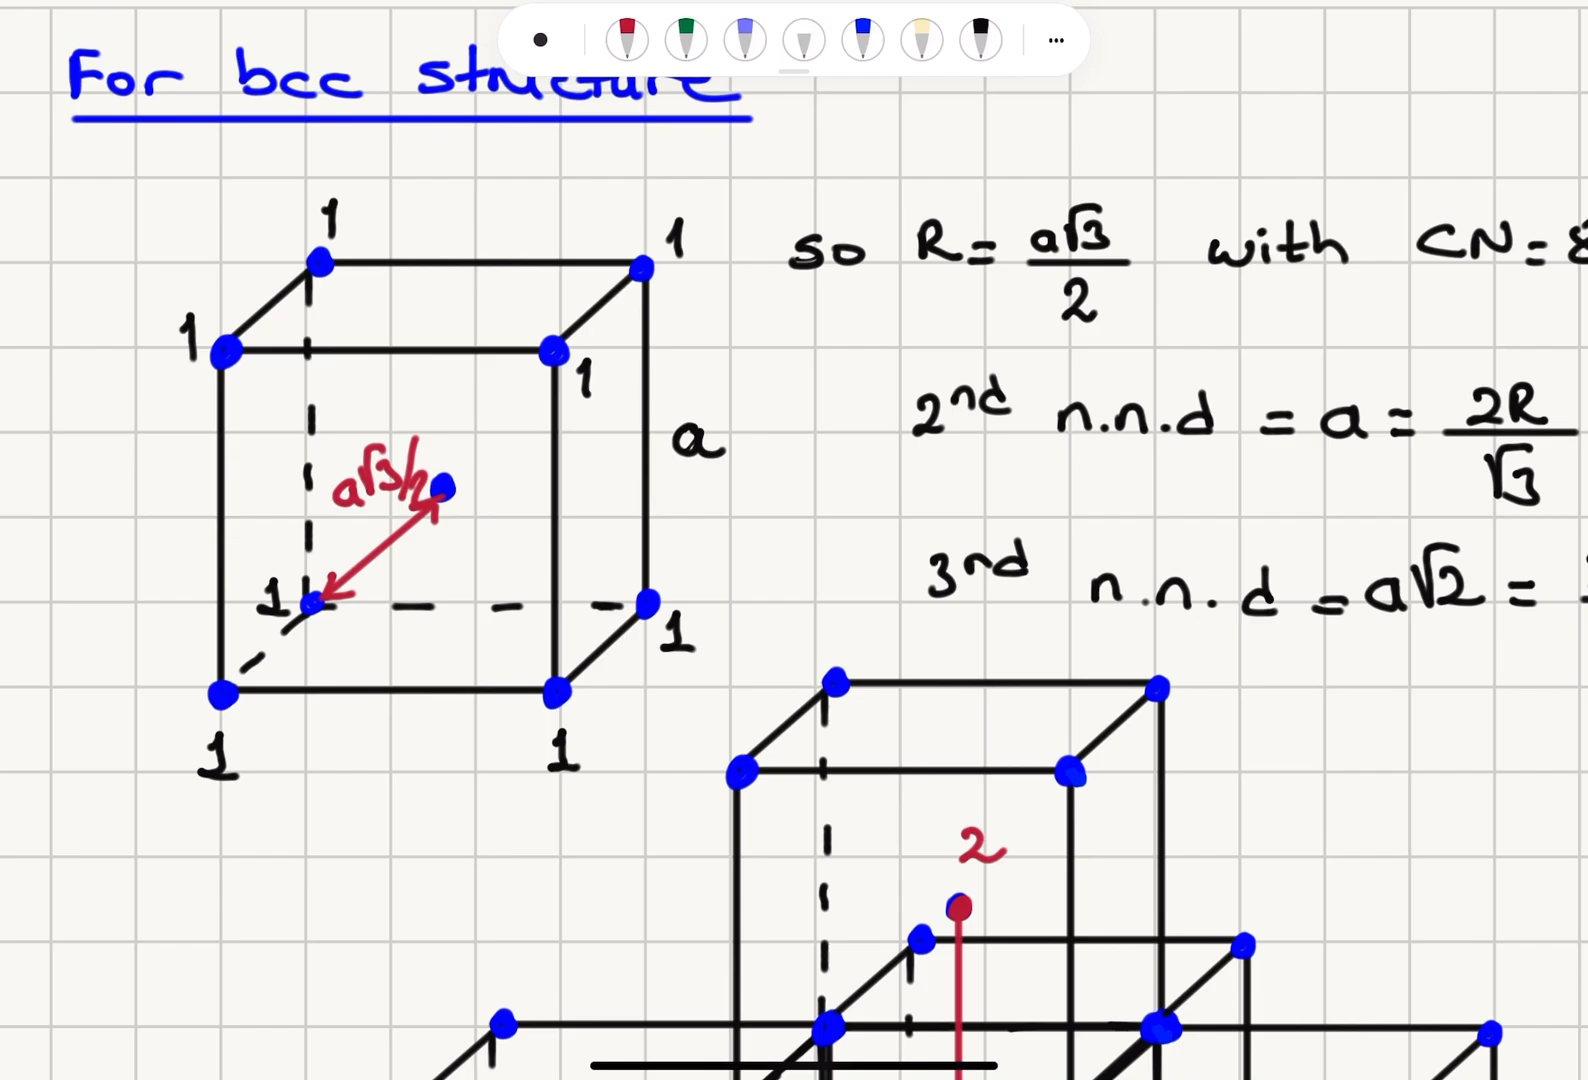 For bcc structure
1
1
so R = a√3/2 with CN = 8
1
1
2nd n.n.d = a = 2R/√3
a
a√3/2
3rd n.n.d = a√2 =
1
1
1
1
2